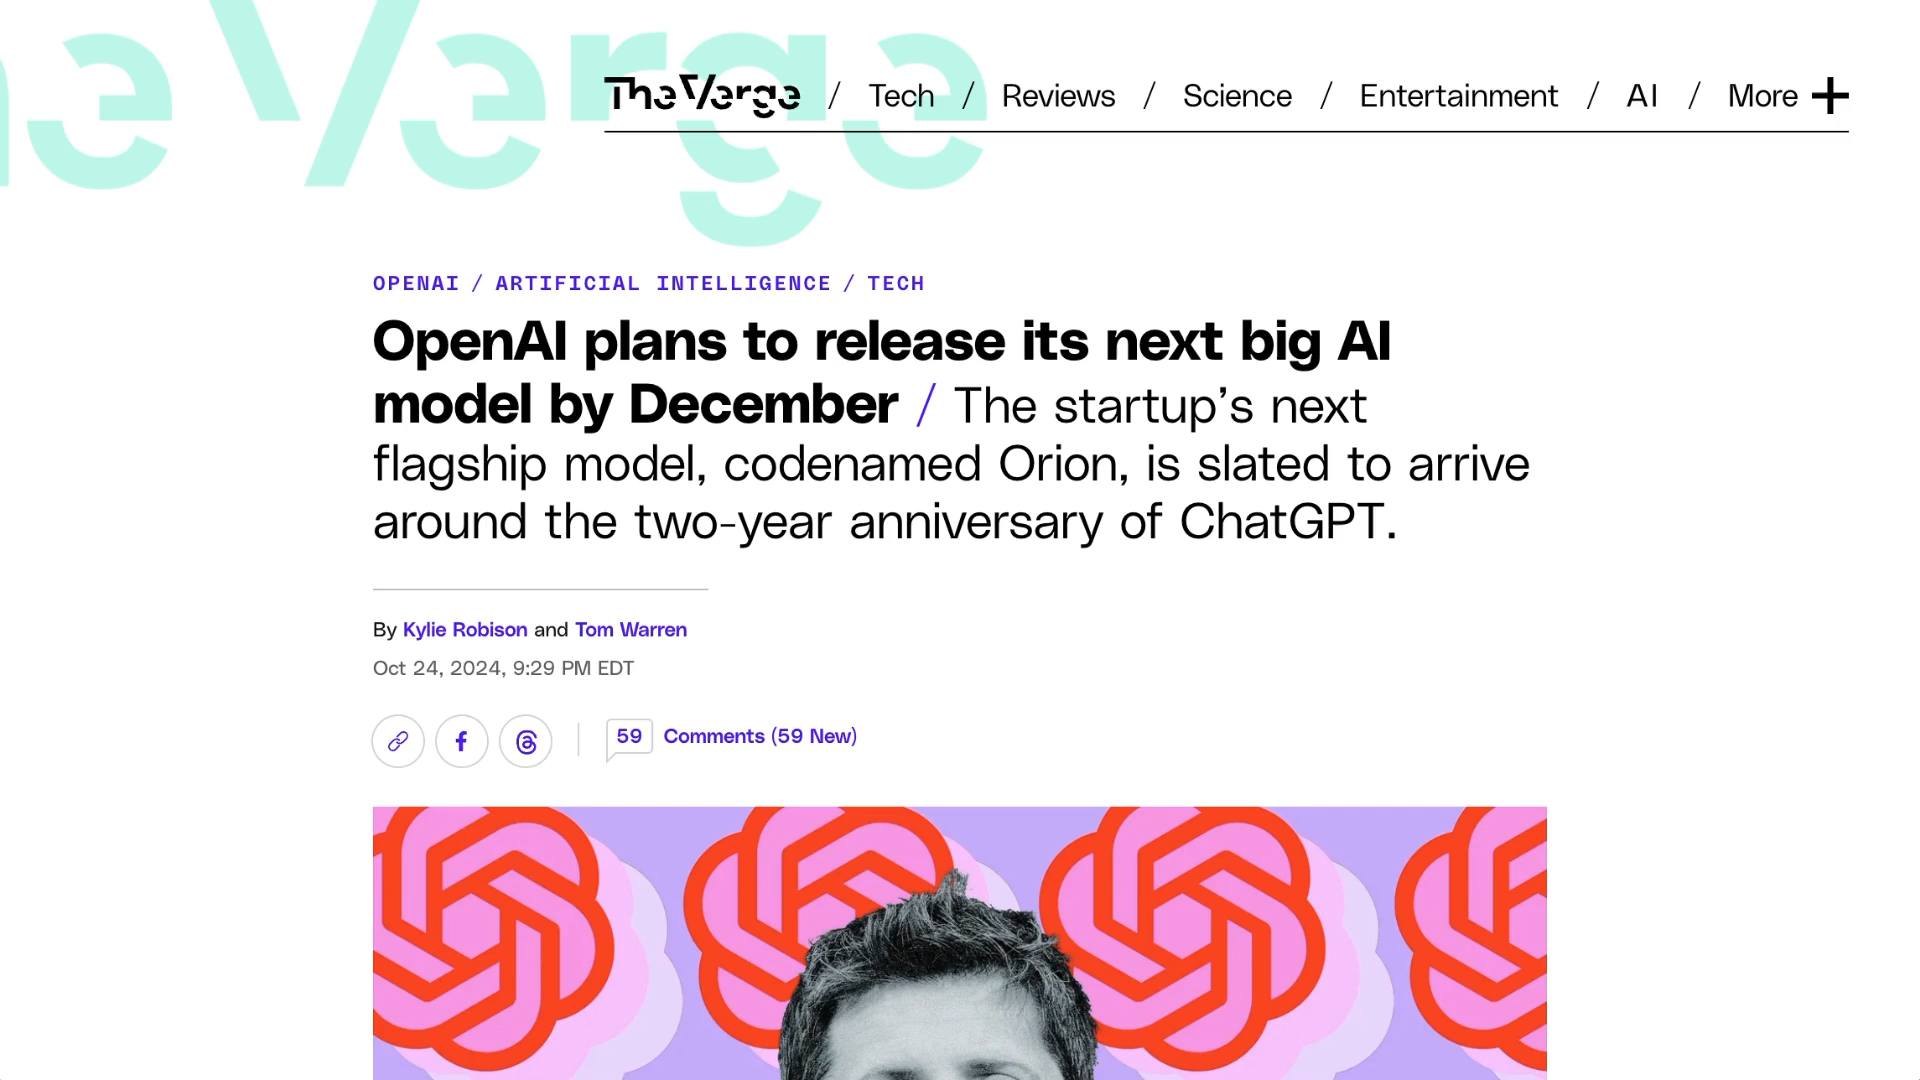 The Verge
The Verge / Tech / Reviews / Science / Entertainment / AI / More +
OPENAI / ARTIFICIAL INTELLIGENCE / TECH
OpenAI plans to release its next big AI
model by December / The startup’s next
flagship model, codenamed Orion, is slated to arrive
around the two-year anniversary of ChatGPT.
By Kylie Robison and Tom Warren
Oct 24, 2024, 9:29 PM EDT
59 Comments (59 New)